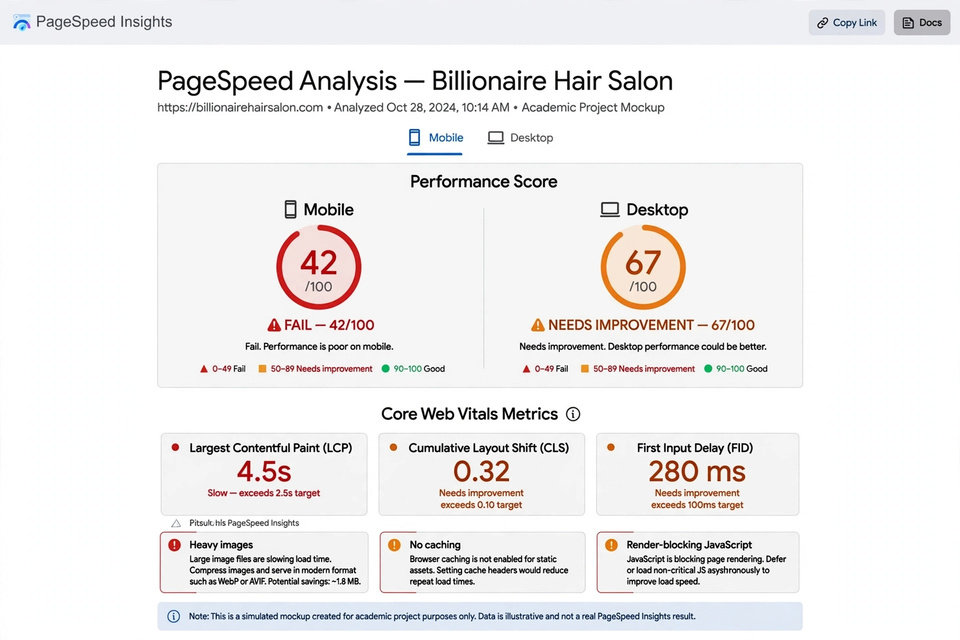 PageSpeed Insights
Copy Link
Docs
PageSpeed Analysis — Billionaire Hair Salon
https://billionairehairsalon.com • Analyzed Oct 28, 2024, 10:14 AM • Academic Project Mockup
Mobile
Desktop
Performance Score
Mobile
42
/100
FAIL — 42/100
Fail. Performance is poor on mobile.
0–49 Fail
50–89 Needs improvement
90–100 Good
Desktop
67
/100
NEEDS IMPROVEMENT — 67/100
Needs improvement. Desktop performance could be better.
0–49 Fail
50–89 Needs improvement
90–100 Good
Core Web Vitals Metrics
Largest Contentful Paint (LCP)
4.5s
Slow — exceeds 2.5s target
Cumulative Layout Shift (CLS)
0.32
Needs improvement
exceeds 0.10 target
First Input Delay (FID)
280 ms
Needs improvement
exceeds 100ms target
PageSpeed Insights
Heavy images
Large image files are slowing load time.
Compress images and serve in modern format
such as WebP or AVIF. Potential savings: ~1.8 MB.
No caching
Browser caching is not enabled for static
assets. Setting cache headers would reduce
repeat load times.
Render-blocking JavaScript
JavaScript is blocking page rendering. Defer
or load non-critical JS asyshronously to
improve load speed.
Note: This is a simulated mockup created for academic project purposes only. Data is illustrative and not a real PageSpeed Insights result.